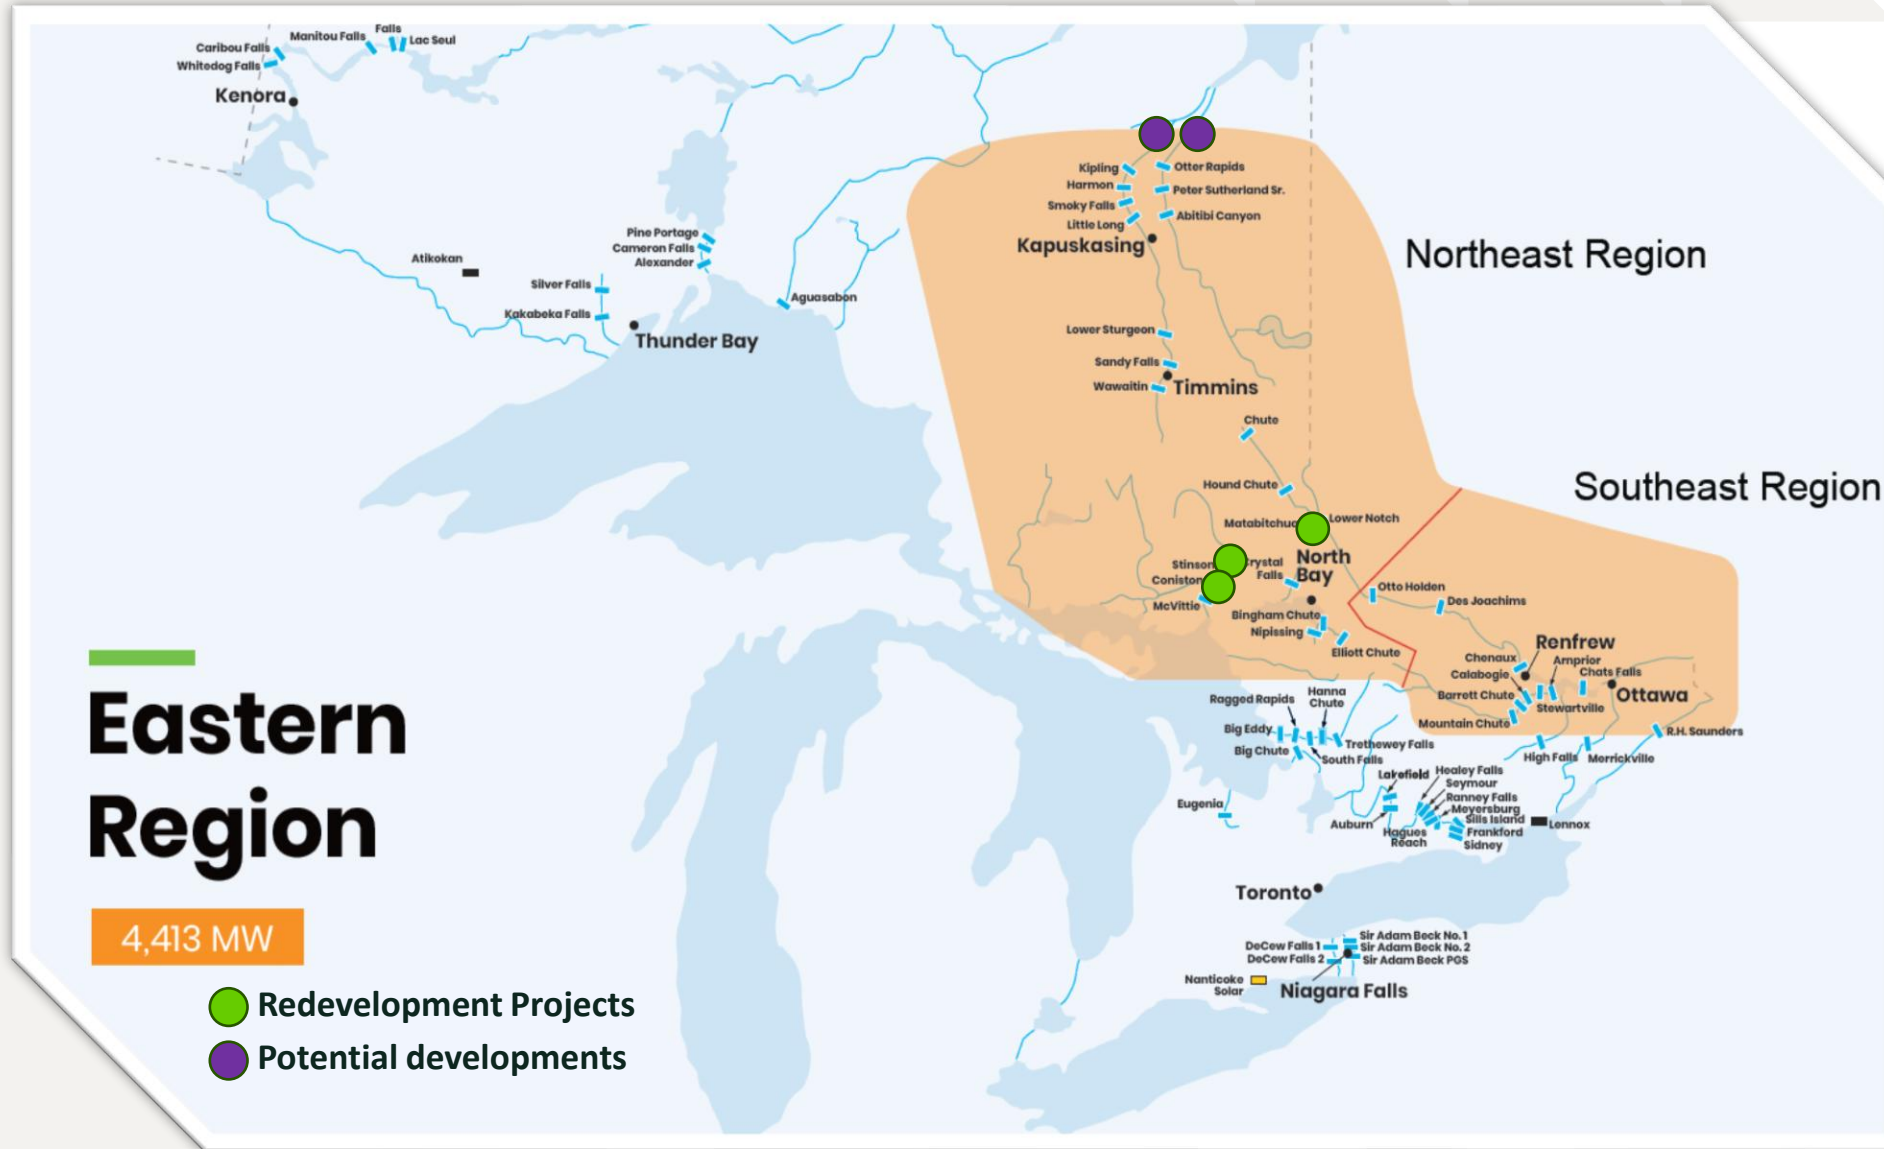 Falls
Manitou Falls
Lac Seul
Caribou Falls
Whitedog Falls
Kenora
Kipling
Otter Rapids
Harmon
Peter Sutherland Sr.
Smoky Falls
Abitibi Canyon
Little Long
Kapuskasing
Northeast Region
Pine Portage
Cameron Falls
Alexander
Atikokan
Silver Falls
Aguasabon
Kakabeka Falls
Thunder Bay
Lower Sturgeon
Sandy Falls
Wawaitin
Timmins
Chute
Hound Chute
Southeast Region
Matabitchuc
Lower Notch
Stinson
Crystal
Falls
North
Bay
Coniston
McVittie
Otto Holden
Des Joachims
Bingham Chute
Nipissing
Elliott Chute
Renfrew
Chenaux
Arnprior
Calabogie
Chats Falls
Barrett Chute
Ottawa
Stewartville
Mountain Chute
R.H. Saunders
High Falls
Merrickville
Ragged Rapids
Hanna
Chute
Big Eddy
Trethewey Falls
Big Chute
South Falls
Lakefield
Healey Falls
Seymour
Ranney Falls
Meyersburg
Sills Island
Frankford
Sidney
Eugenia
Auburn
Hagues
Reach
Lennox
Toronto
Sir Adam Beck No. 1
DeCew Falls 1
Sir Adam Beck No. 2
DeCew Falls 2
Sir Adam Beck PGS
Nanticoke
Solar
Niagara Falls
Eastern
Region
4,413 MW
Redevelopment Projects
Potential developments